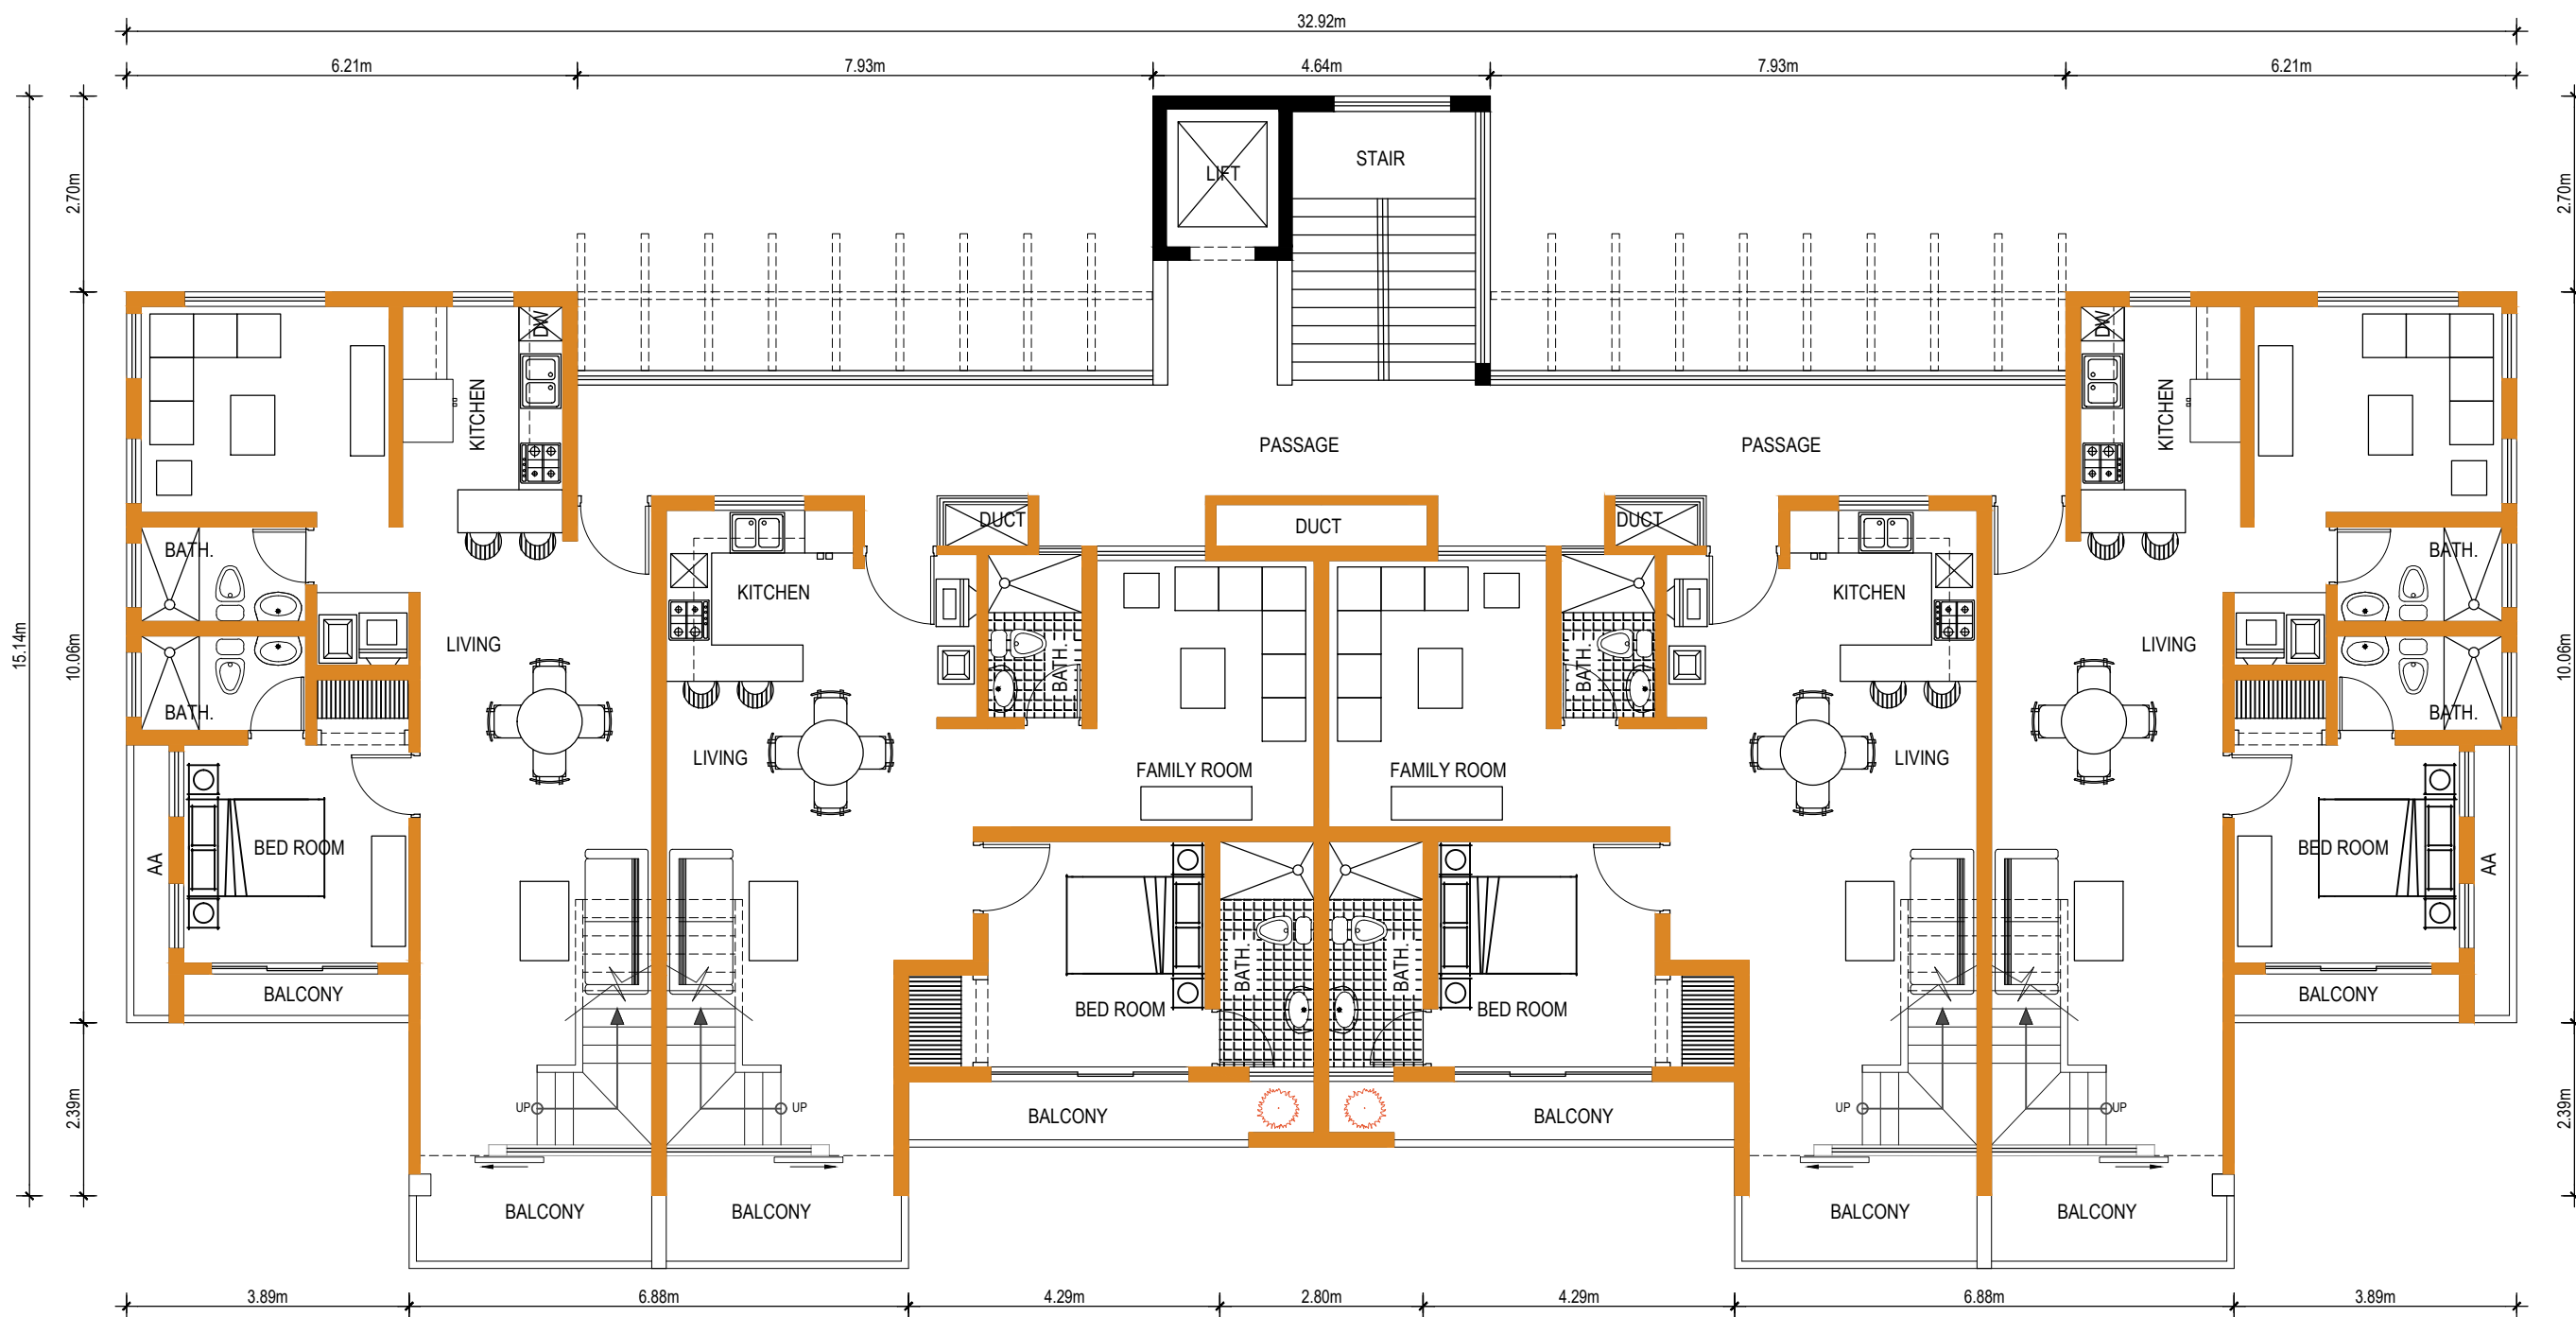 32.92m
6.21m 7.93m 4.64m 7.93m 6.21m
STAIR
LIFT
2.70m 2.70m
DW DW
KITCHEN KITCHEN
PASSAGE PASSAGE
DUCT DUCT DUCT
BATH. BATH.
KITCHEN KITCHEN
15.14m 10.06m LIVING BATH. BATH. LIVING 10.06m 15.14m
BATH. BATH.
LIVING LIVING
FAMILY ROOM FAMILY ROOM
BED ROOM BED ROOM
AA AA
BATH. BATH.
BALCONY BALCONY
BED ROOM BED ROOM
2.39m UP UP UP UP 2.39m
BALCONY BALCONY
BALCONY BALCONY BALCONY BALCONY
3.89m 6.88m 4.29m 2.80m 4.29m 6.88m 3.89m